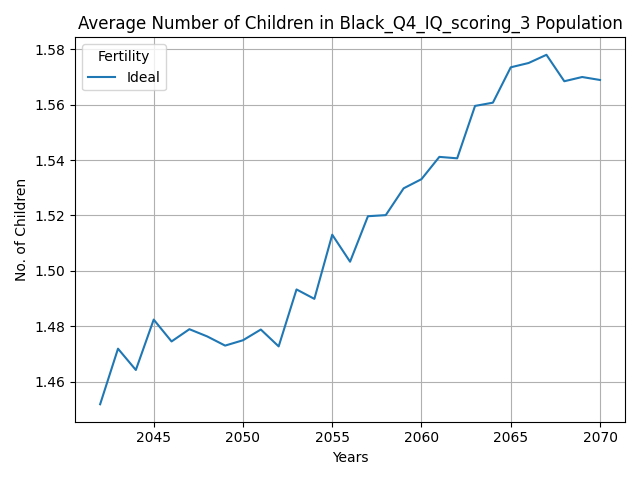 Average Number of Children in Black_Q4_IQ_scoring_3 Population
Fertility
Ideal
No. of Children
1.58
1.56
1.54
1.52
1.50
1.48
1.46
2045 2050 2055 2060 2065 2070
Years